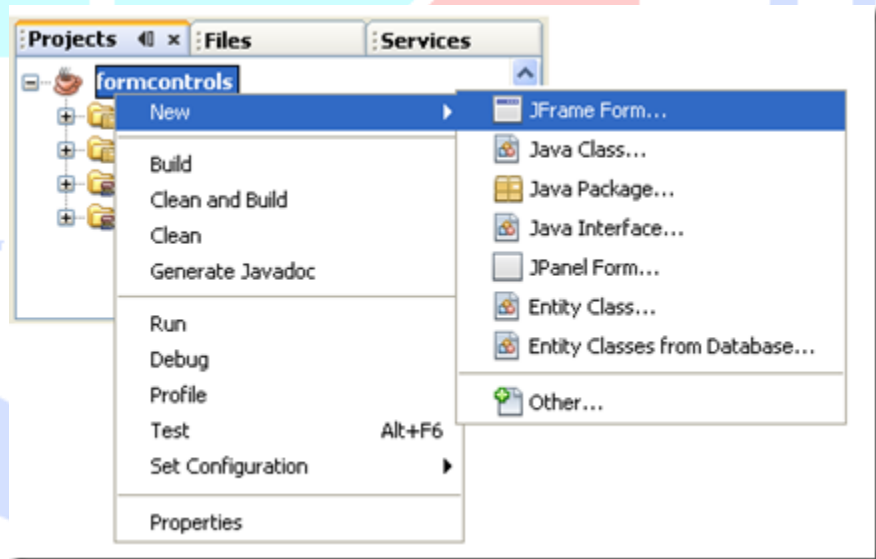 Projects Files Services
formcontrols
New
Build
Clean and Build
Clean
Generate Javadoc
Run
Debug
Profile
Test Alt+F6
Set Configuration
Properties
JFrame Form...
Java Class...
Java Package...
Java Interface...
JPanel Form...
Entity Class...
Entity Classes from Database...
Other...